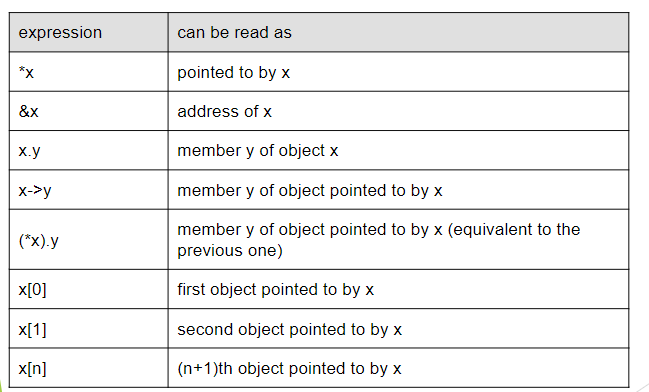 expression can be read as
*x pointed to by x
&x address of x
x.y member y of object x
x->y member y of object pointed to by x
(*x).y member y of object pointed to by x (equivalent to the
previous one)
x[0] first object pointed to by x
x[1] second object pointed to by x
x[n] (n+1)th object pointed to by x